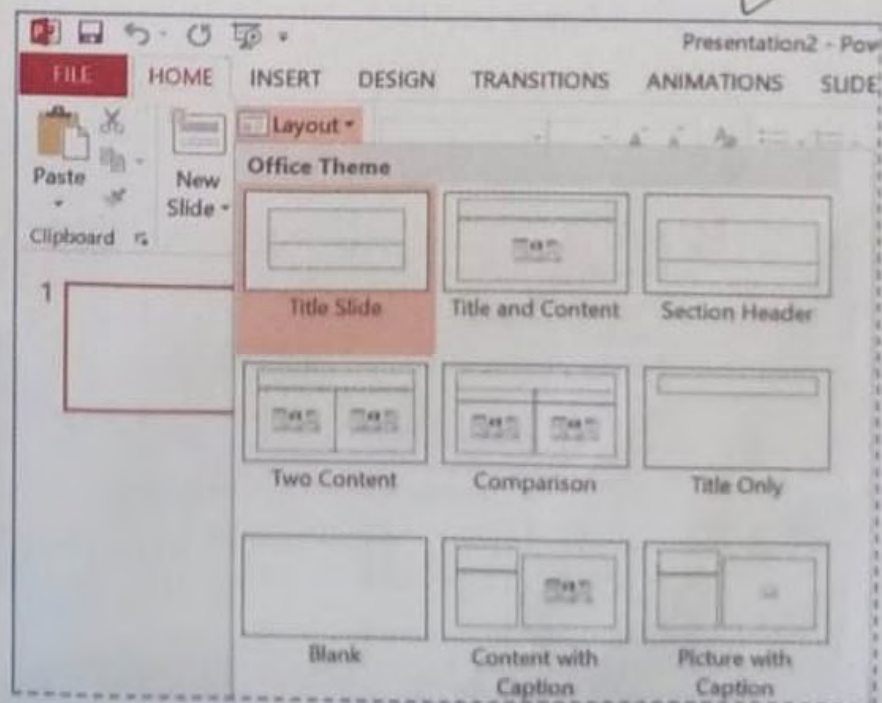 Presentation2 - Pow
FILE HOME INSERT DESIGN TRANSITIONS ANIMATIONS SLIDE
Layout
Paste
New
Slide
Clipboard
Office Theme
1
Title Slide Title and Content Section Header
Two Content Comparison Title Only
Blank Content with Caption Picture with Caption